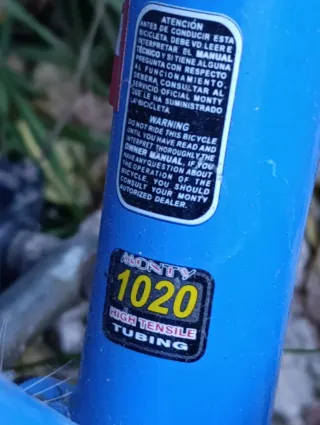 ATENCIÓN
ANTES DE CONDUCIR ESTA
BICICLETA DEBE VD. LEER E
INTERPRETAR EL MANUAL
TÉCNICO Y SI TIENE ALGUNA
PREGUNTA CON RESPECTO
AL FUNCIONAMIENTO,
DEBERÁ CONSULTAR AL
SERVICIO OFICIAL MONTY
QUE LE HA SUMINISTRADO
LA BICICLETA.
WARNING
DO NOT RIDE THIS BICYCLE
UNTIL YOU HAVE READ AND
INTEPRET THOROUGHLY THE
OWNER MANUAL. IF YOU
HAVE ANY QUESTION ABOUT
THE OPERATION OF THE
BICYCLE YOU SHOULD
CONSULT YOUR MONTY
AUTORIZED DEALER.
MONTY
1020
HIGH TENSILE
TUBING